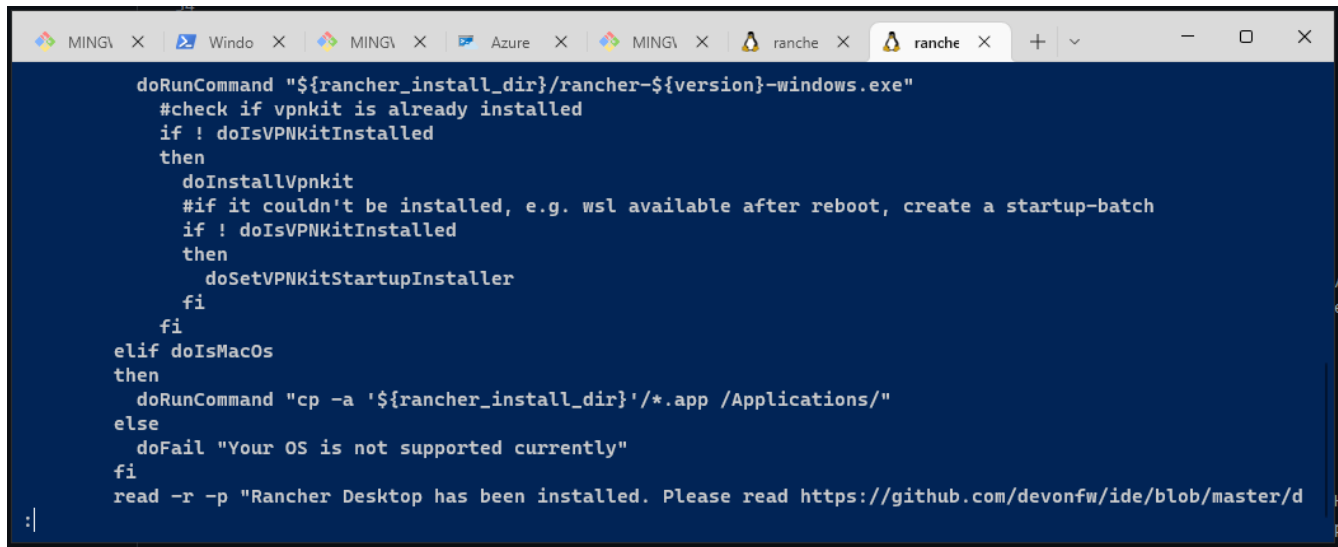 MING\ Windo MING\ Azure MING\ ranche ranche
doRunCommand "${rancher_install_dir}/rancher-${version}-windows.exe"
#check if vpnkit is already installed
if ! doIsVPNKitInstalled
then
doInstallVpnkit
#if it couldn't be installed, e.g. wsl available after reboot, create a startup-batch
if ! doIsVPNKitInstalled
then
doSetVPNKitStartupInstaller
fi
fi
elif doIsMacOs
then
doRunCommand "cp -a '${rancher_install_dir}'/*.app /Applications/"
else
doFail "Your OS is not supported currently"
fi
read -r -p "Rancher Desktop has been installed. Please read https://github.com/devonfw/ide/blob/master/d
: